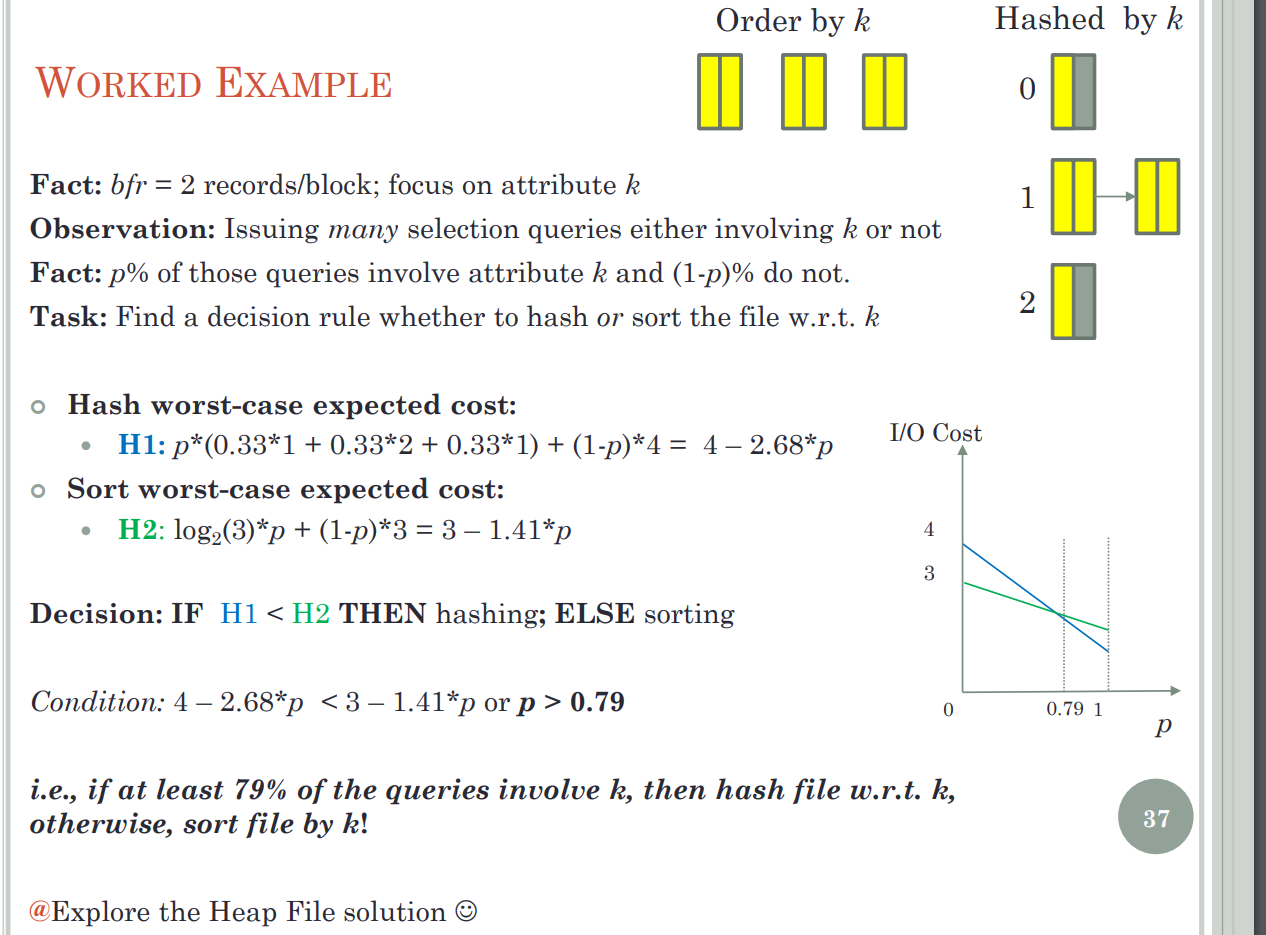 Order by k
Hashed by k
WORKED EXAMPLE
0
1
2
Fact: bfr = 2 records/block; focus on attribute k
Observation: Issuing many selection queries either involving k or not
Fact: p% of those queries involve attribute k and (1-p)% do not.
Task: Find a decision rule whether to hash or sort the file w.r.t. k
Hash worst-case expected cost:
H1: p*(0.33*1 + 0.33*2 + 0.33*1) + (1-p)*4 = 4 – 2.68*p
Sort worst-case expected cost:
H2: log₂(3)*p + (1-p)*3 = 3 – 1.41*p
I/O Cost
4
3
0
0.79 1
p
Decision: IF H1 < H2 THEN hashing; ELSE sorting
Condition: 4 – 2.68*p < 3 – 1.41*p or p > 0.79
i.e., if at least 79% of the queries involve k, then hash file w.r.t. k,
otherwise, sort file by k!
37
@Explore the Heap File solution ☺